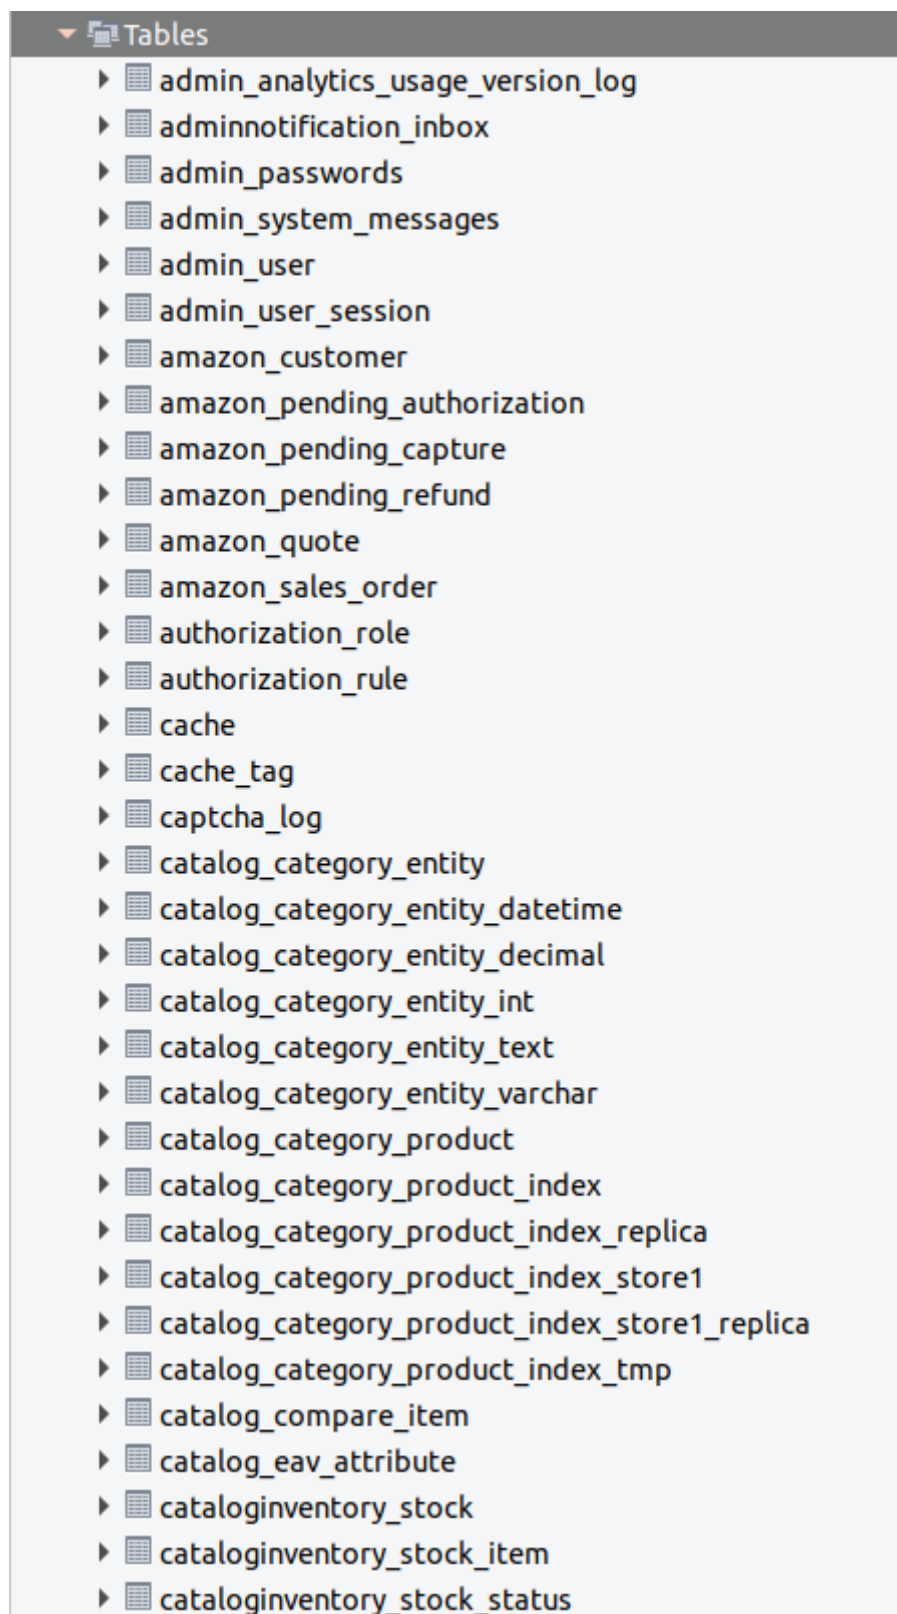 Tables
admin_analytics_usage_version_log
adminnotification_inbox
admin_passwords
admin_system_messages
admin_user
admin_user_session
amazon_customer
amazon_pending_authorization
amazon_pending_capture
amazon_pending_refund
amazon_quote
amazon_sales_order
authorization_role
authorization_rule
cache
cache_tag
captcha_log
catalog_category_entity
catalog_category_entity_datetime
catalog_category_entity_decimal
catalog_category_entity_int
catalog_category_entity_text
catalog_category_entity_varchar
catalog_category_product
catalog_category_product_index
catalog_category_product_index_replica
catalog_category_product_index_store1
catalog_category_product_index_store1_replica
catalog_category_product_index_tmp
catalog_compare_item
catalog_eav_attribute
cataloginventory_stock
cataloginventory_stock_item
cataloginventory_stock_status